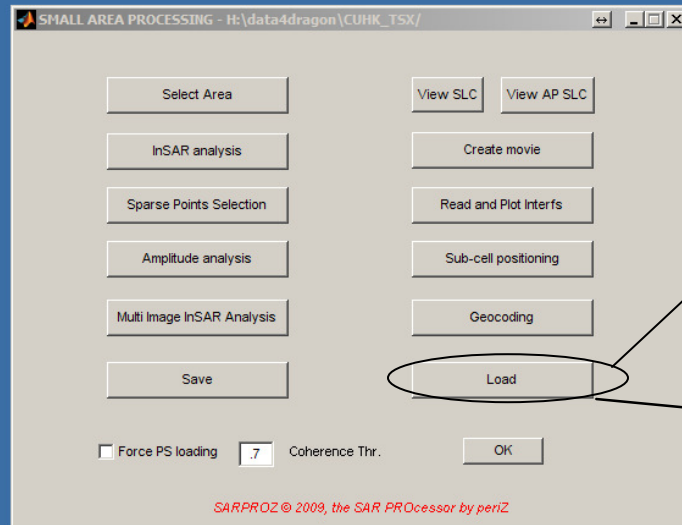 SMALL AREA PROCESSING - H:\data4dragon\CUHK_TSX/
Select Area
View SLC
View AP SLC
InSAR analysis
Create movie
Sparse Points Selection
Read and Plot Interfs
Amplitude analysis
Sub-cell positioning
Multi Image InSAR Analysis
Geocoding
Save
Load
Force PS loading
.7
Coherence Thr.
OK
SARPROZ © 2009, the SAR PROcessor by periZ